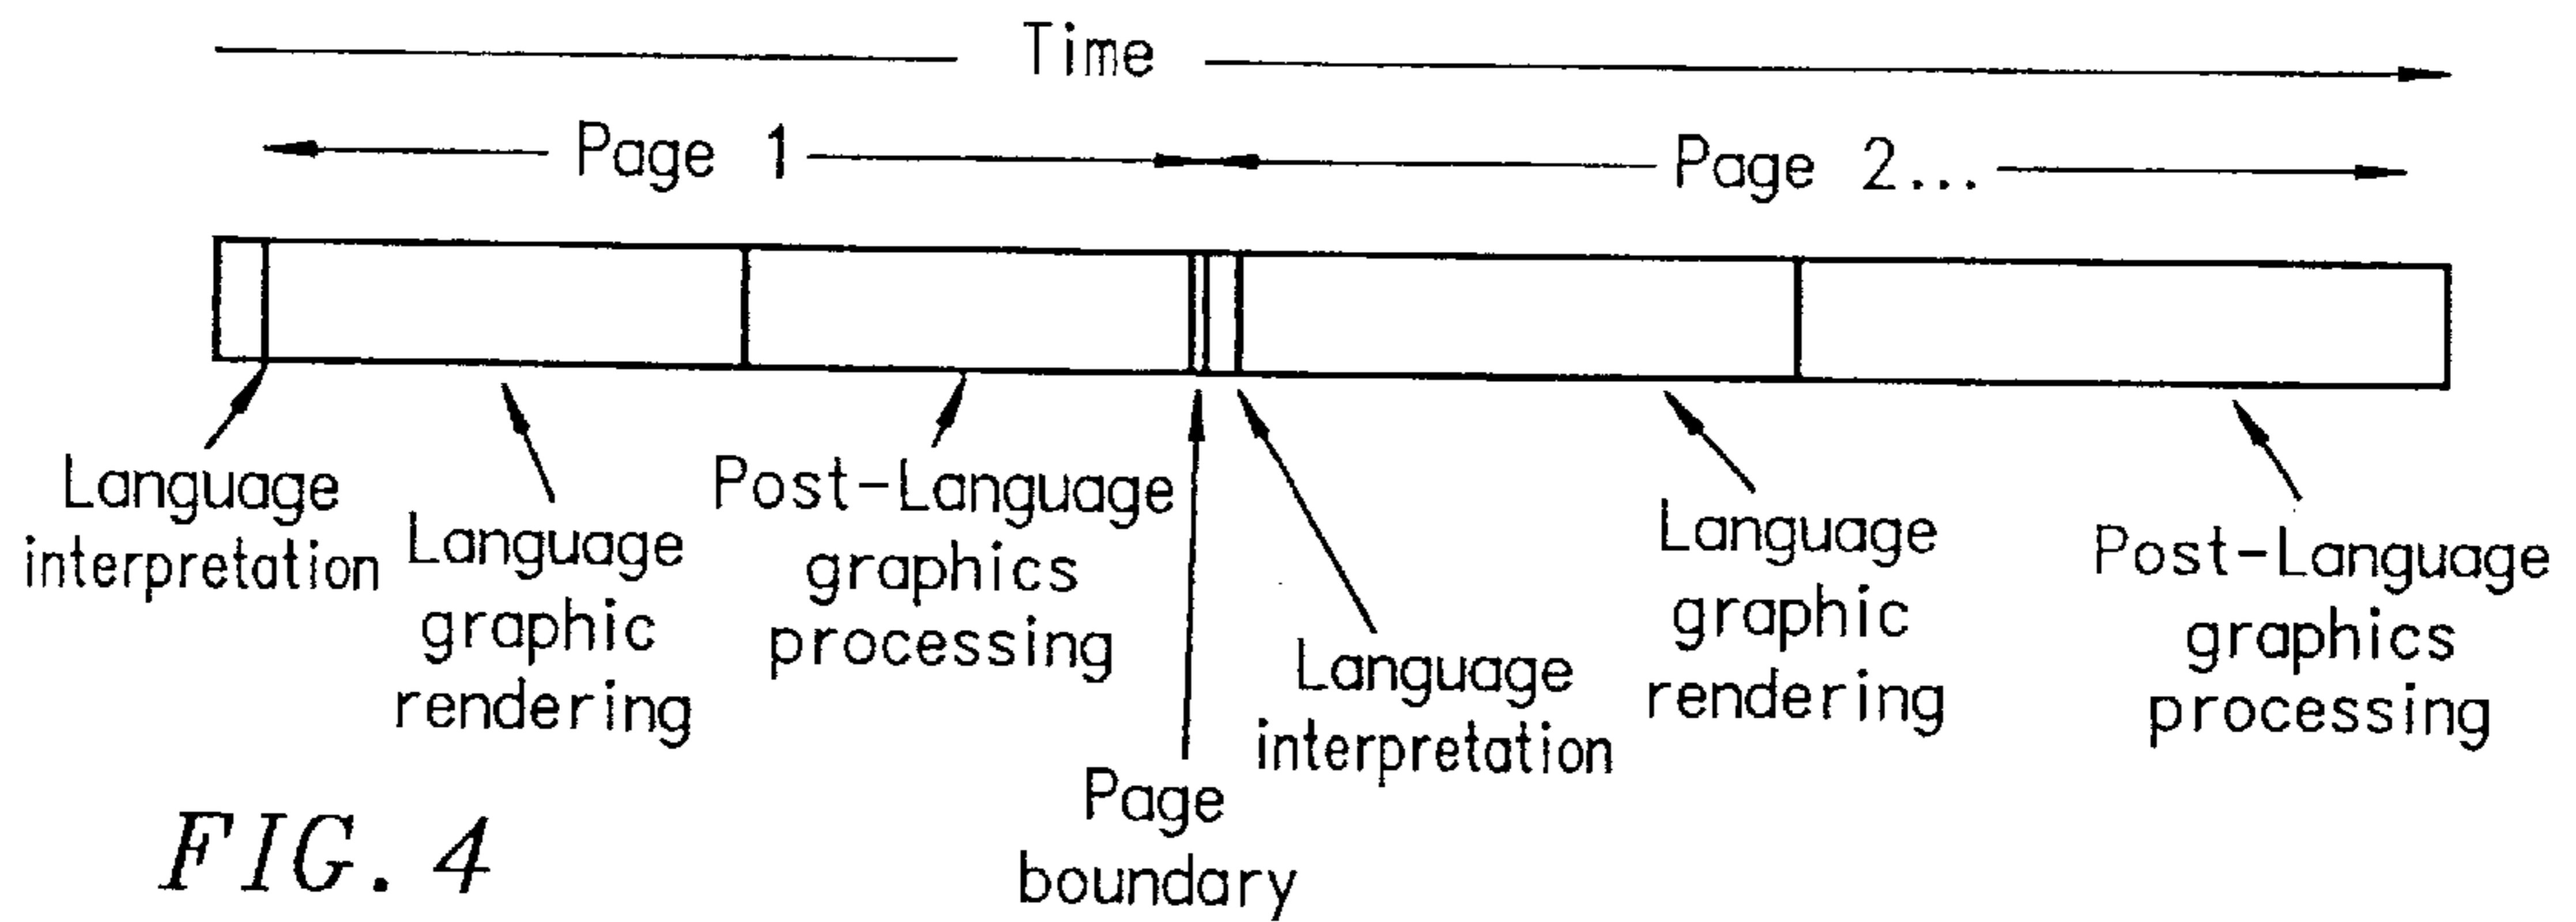 Time
Page 1
Page 2...
Language
interpretation
Language
graphic
rendering
Post-Language
graphics
processing
Page
boundary
Language
interpretation
Language
graphic
rendering
Post-Language
graphics
processing
FIG. 4